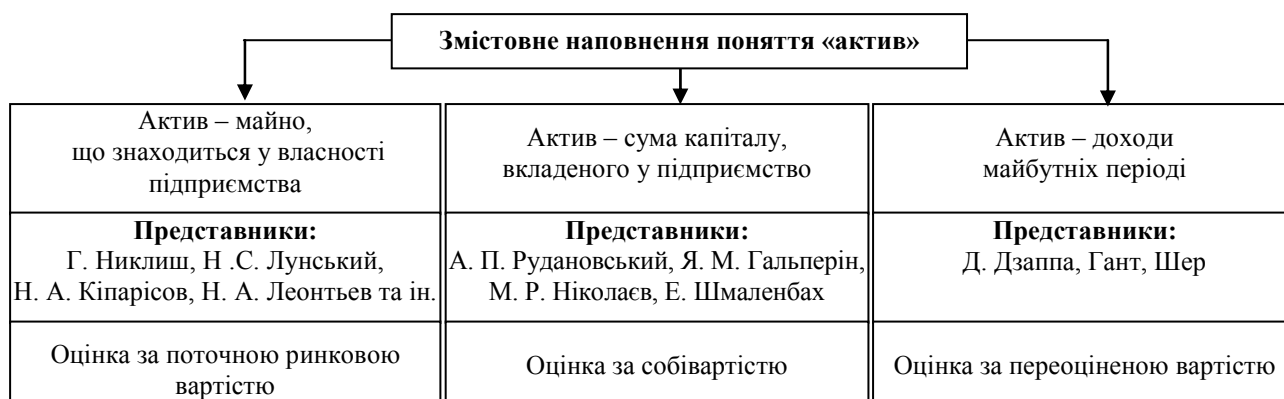 Змістовне наповнення поняття «актив»
Актив – майно,
що знаходиться у власності
підприємства
Актив – сума капіталу,
вкладеного у підприємство
Актив – доходи
майбутніх періоді
Представники:
Г. Никлиш, Н .С. Лунський,
Н. А. Кіпарісов, Н. А. Леонтьев та ін.
Представники:
А. П. Рудановський, Я. М. Гальперін,
М. Р. Ніколаєв, Е. Шмаленбах
Представники:
Д. Дзаппа, Гант, Шер
Оцінка за поточною ринковою
вартістю
Оцінка за собівартістю
Оцінка за переоціненою вартістю